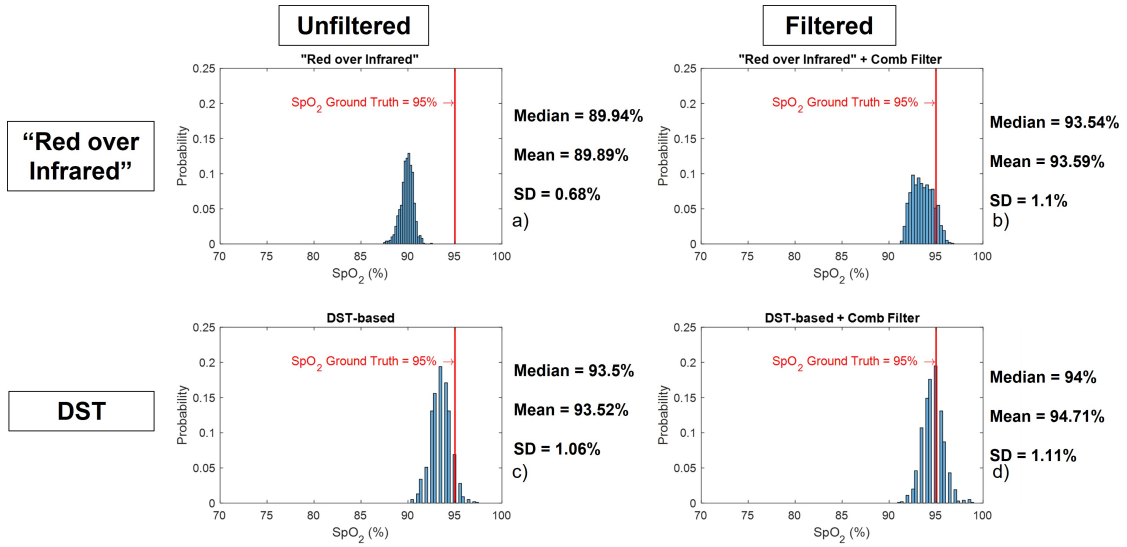 Unfiltered
Filtered
“Red over
Infrared”
"Red over Infrared"
0.25
0.2
0.15
0.1
0.05
0
Probability
SpO2 Ground Truth = 95%
70 75 80 85 90 95 100
SpO2 (%)
Median = 89.94%
Mean = 89.89%
SD = 0.68%
a)
"Red over Infrared" + Comb Filter
0.25
0.2
0.15
0.1
0.05
0
Probability
SpO2 Ground Truth = 95%
70 75 80 85 90 95 100
SpO2 (%)
Median = 93.54%
Mean = 93.59%
SD = 1.1%
b)
DST
DST-based
0.25
0.2
0.15
0.1
0.05
0
Probability
SpO2 Ground Truth = 95%
70 75 80 85 90 95 100
SpO2 (%)
Median = 93.5%
Mean = 93.52%
SD = 1.06%
c)
DST-based + Comb Filter
0.25
0.2
0.15
0.1
0.05
0
Probability
SpO2 Ground Truth = 95%
70 75 80 85 90 95 100
SpO2 (%)
Median = 94%
Mean = 94.71%
SD = 1.11%
d)